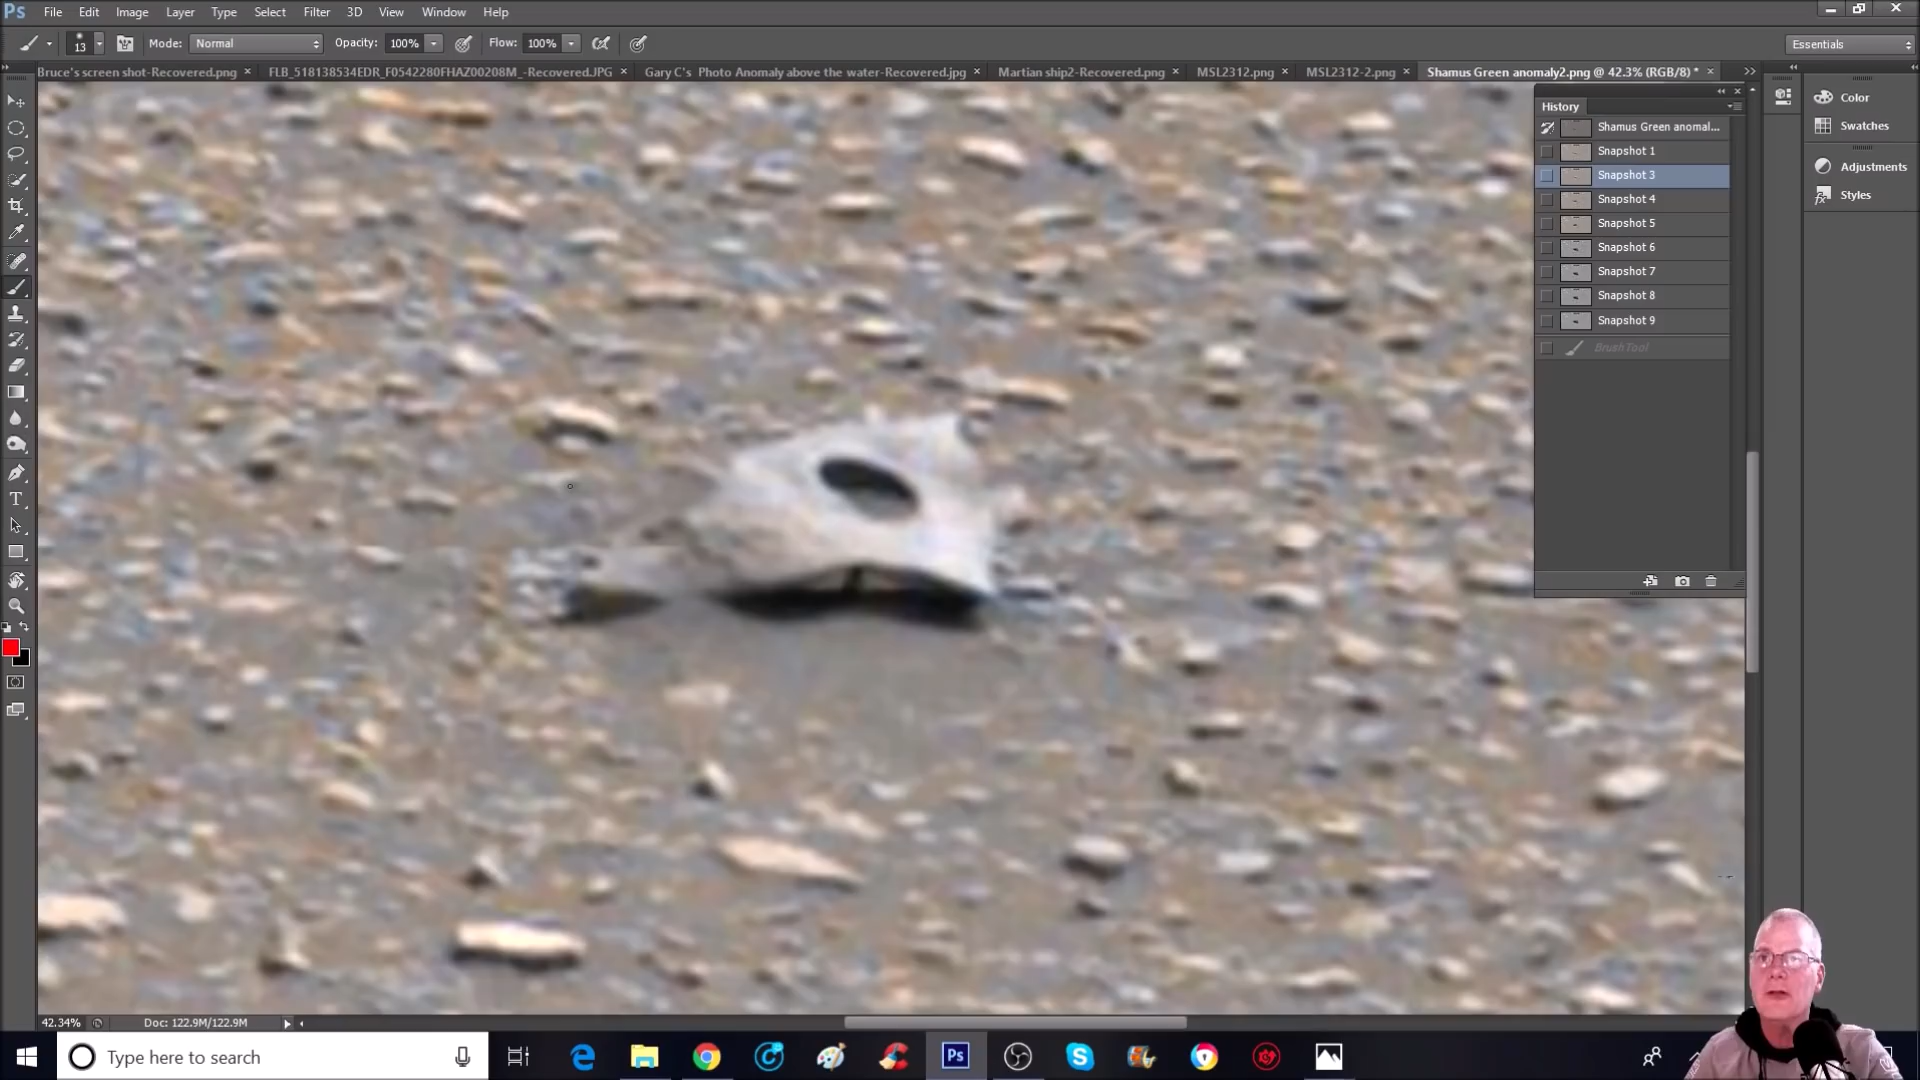 Ps File Edit Image Layer Type Select Filter 3D View Window Help
13 Mode: Normal Opacity: 100% Flow: 100% Essentials
Bruce's screen shot-Recovered.png × FLB_518138534EDR_F0542280FHAZ00208M_-Recovered.JPG × Gary C's Photo Anomaly above the water-Recovered.jpg × Martian ship2-Recovered.png × MSL2312.png × MSL2312-2.png × Shamus Green anomaly2.png @ 42.3% (RGB/8) * ×
History
Shamus Green anomal...
Snapshot 1
Snapshot 3
Snapshot 4
Snapshot 5
Snapshot 6
Snapshot 7
Snapshot 8
Snapshot 9
BrushTool
Color
Swatches
Adjustments
Styles
42.34% Doc: 122.9M/122.9M
Type here to search
Ps